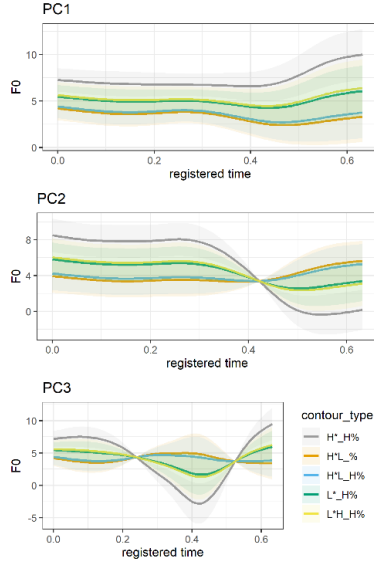 PC1
10
5
0
F0
0.0 0.2 0.4 0.6
registered time
PC2
8
4
0
F0
0.0 0.2 0.4 0.6
registered time
PC3
10
5
0
-5
F0
0.0 0.2 0.4 0.6
registered time
contour_type
H*_H%
H*L_%
H*L_H%
L*_H%
L*H_H%